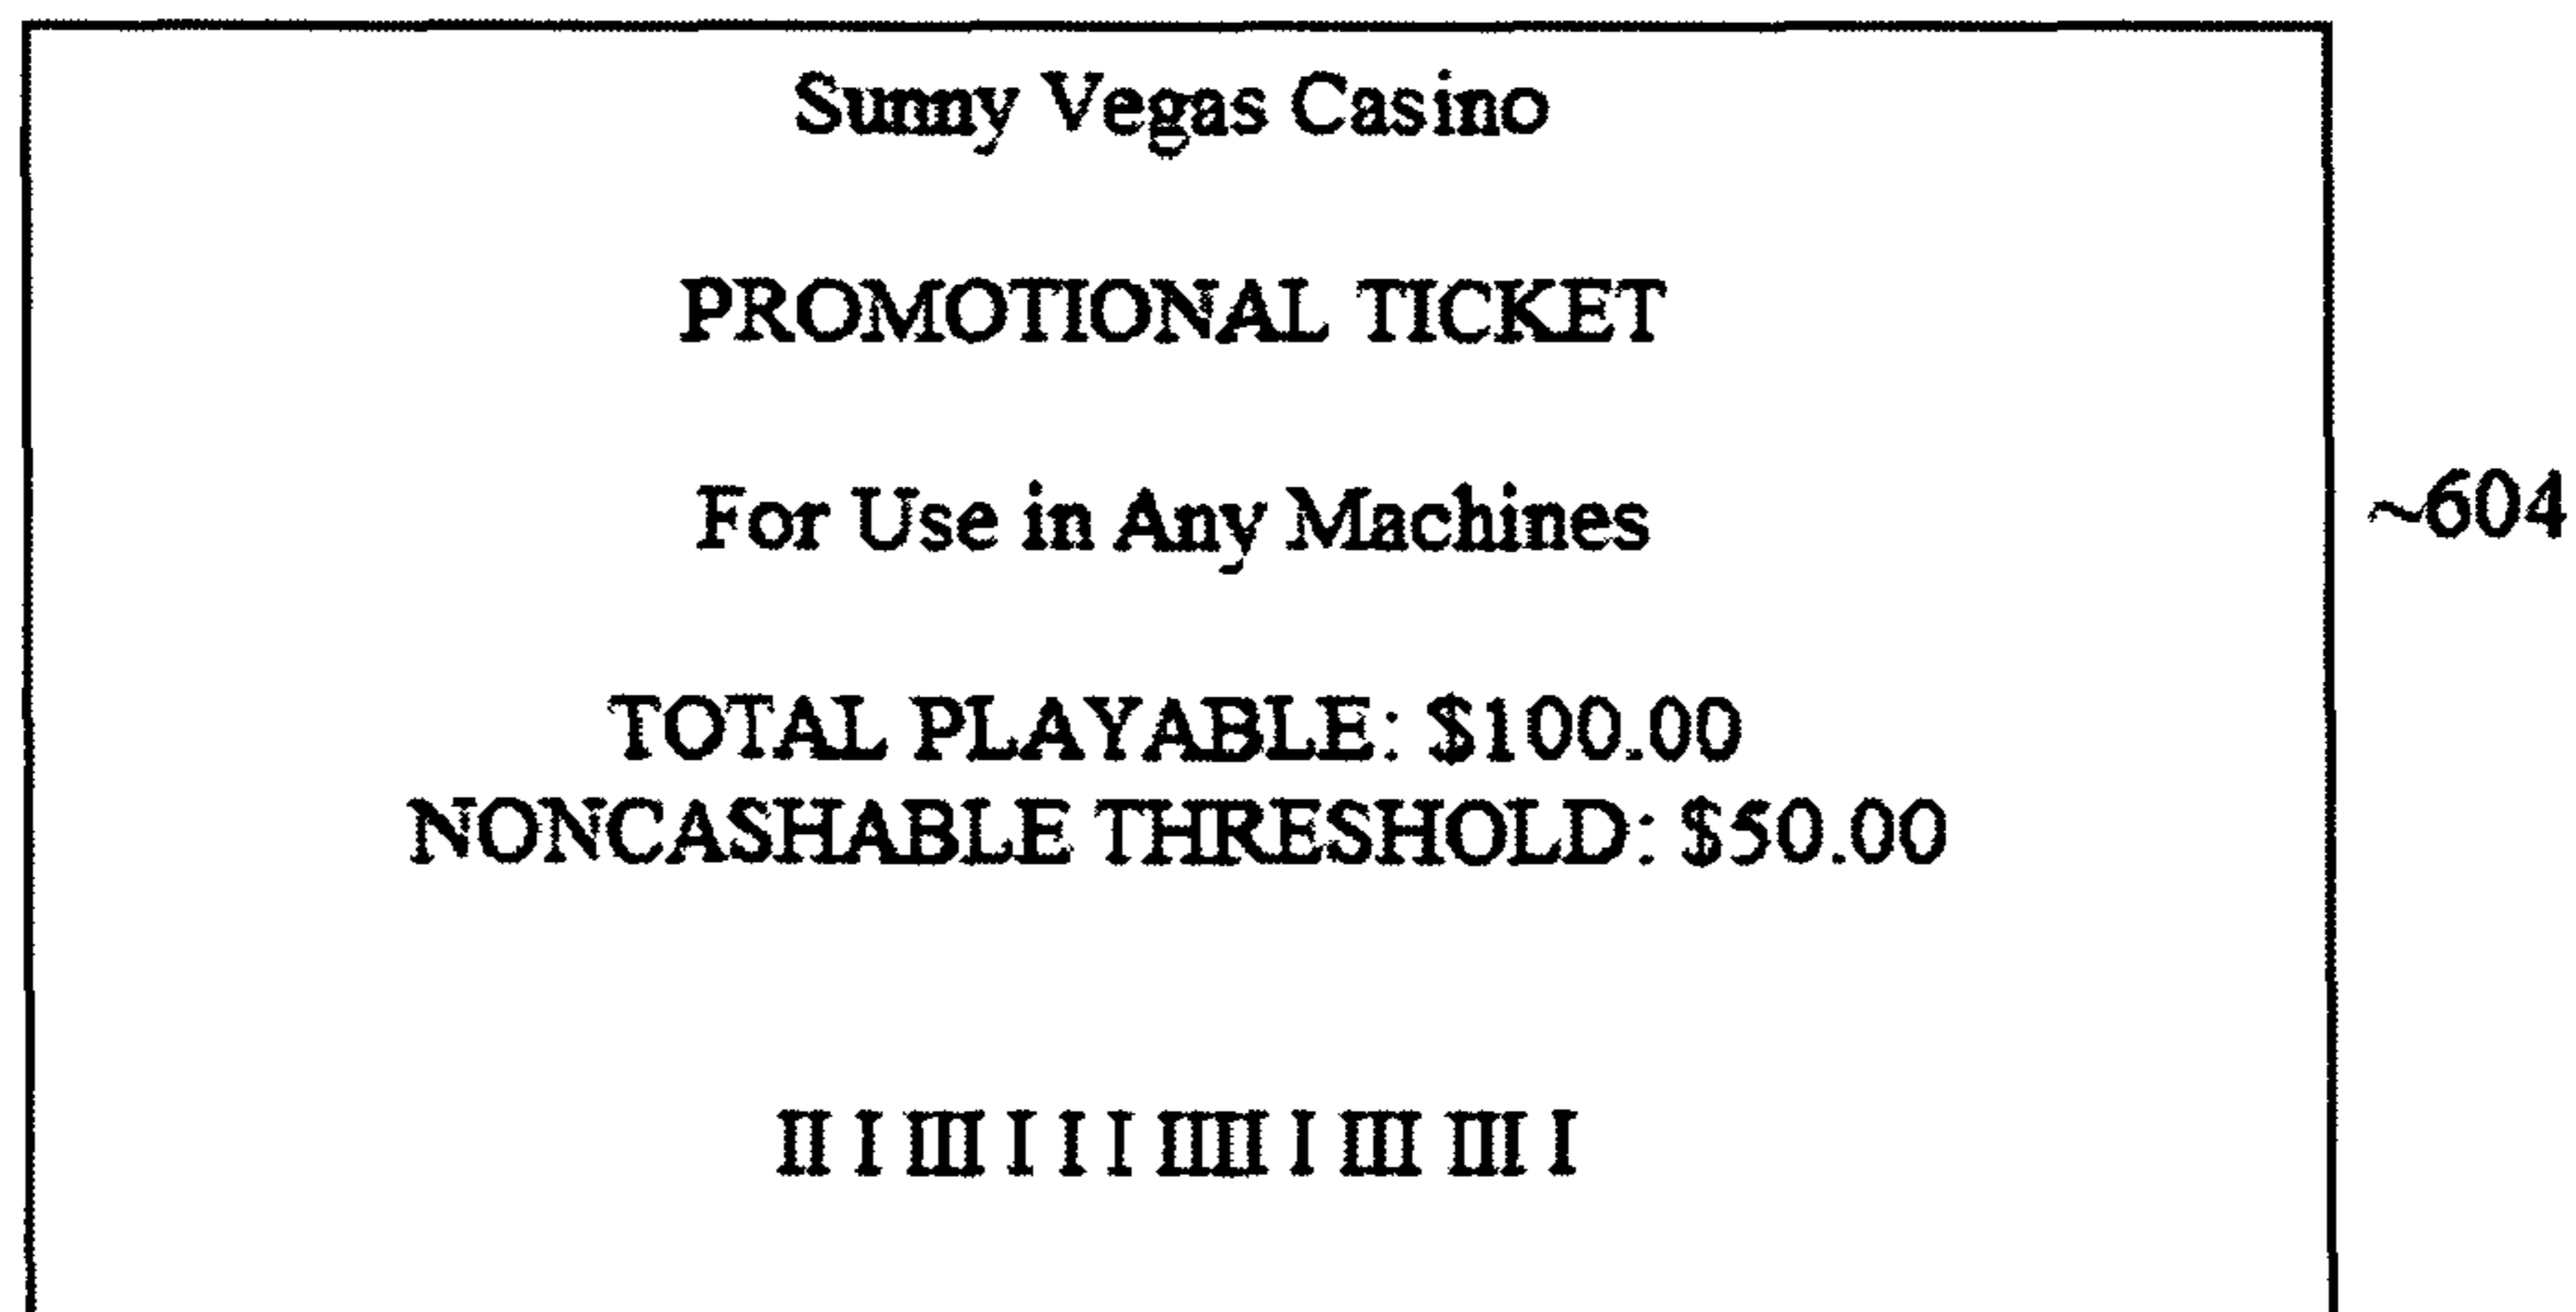 Sunny Vegas Casino
PROMOTIONAL TICKET
For Use in Any Machines
~604
TOTAL PLAYABLE: $100.00
NONCASHABLE THRESHOLD: $50.00
II I III I I I IIII I III III I